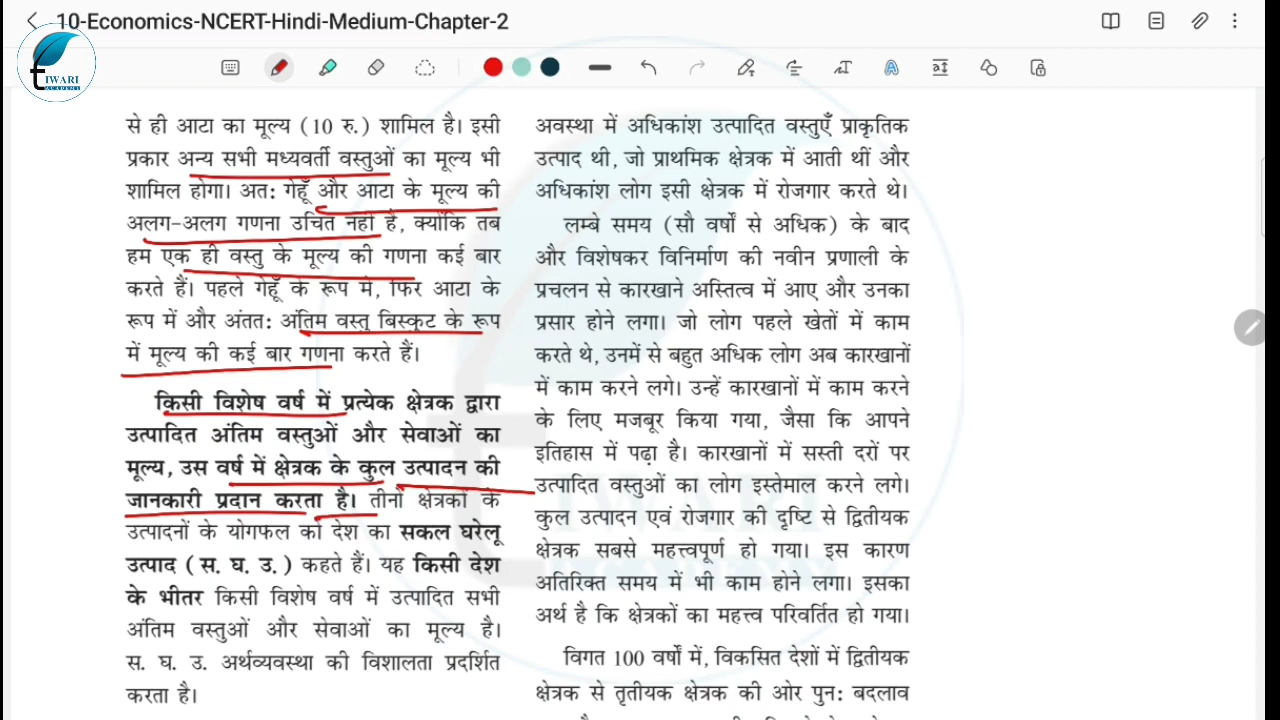 10-Economics-NCERT-Hindi-Medium-Chapter-2
TIWARI
ACADEMY
से ही आटा का मूल्य (10 रु.) शामिल है। इसी
प्रकार अन्य सभी मध्यवर्ती वस्तुओं का मूल्य भी
शामिल होगा। अत: गेहूँ और आटा के मूल्य की
अलग-अलग गणना उचित नहीं है, क्योंकि तब
हम एक ही वस्तु के मूल्य की गणना कई बार
करते हैं। पहले गेहूँ के रूप में, फिर आटा के
रूप में और अंतत: अंतिम वस्तु बिस्कुट के रूप
में मूल्य की कई बार गणना करते हैं।
किसी विशेष वर्ष में प्रत्येक क्षेत्रक द्वारा
उत्पादित अंतिम वस्तुओं और सेवाओं का
मूल्य, उस वर्ष में क्षेत्रक के कुल उत्पादन की
जानकारी प्रदान करता है। तीनों क्षेत्रकों के
उत्पादनों के योगफल को देश का सकल घरेलू
उत्पाद (स. घ. उ.) कहते हैं। यह किसी देश
के भीतर किसी विशेष वर्ष में उत्पादित सभी
अंतिम वस्तुओं और सेवाओं का मूल्य है।
स. घ. उ. अर्थव्यवस्था की विशालता प्रदर्शित
करता है।
अवस्था में अधिकांश उत्पादित वस्तुएँ प्राकृतिक
उत्पाद थी, जो प्राथमिक क्षेत्रक में आती थीं और
अधिकांश लोग इसी क्षेत्रक में रोजगार करते थे।
लम्बे समय (सौ वर्षों से अधिक) के बाद
और विशेषकर विनिर्माण की नवीन प्रणाली के
प्रचलन से कारखाने अस्तित्व में आए और उनका
प्रसार होने लगा। जो लोग पहले खेतों में काम
करते थे, उनमें से बहुत अधिक लोग अब कारखानों
में काम करने लगे। उन्हें कारखानों में काम करने
के लिए मजबूर किया गया, जैसा कि आपने
इतिहास में पढ़ा है। कारखानों में सस्ती दरों पर
उत्पादित वस्तुओं का लोग इस्तेमाल करने लगे।
कुल उत्पादन एवं रोजगार की दृष्टि से द्वितीयक
क्षेत्रक सबसे महत्त्वपूर्ण हो गया। इस कारण
अतिरिक्त समय में भी काम होने लगा। इसका
अर्थ है कि क्षेत्रकों का महत्त्व परिवर्तित हो गया।
विगत 100 वर्षों में, विकसित देशों में द्वितीयक
क्षेत्रक से तृतीयक क्षेत्रक की ओर पुन: बदलाव